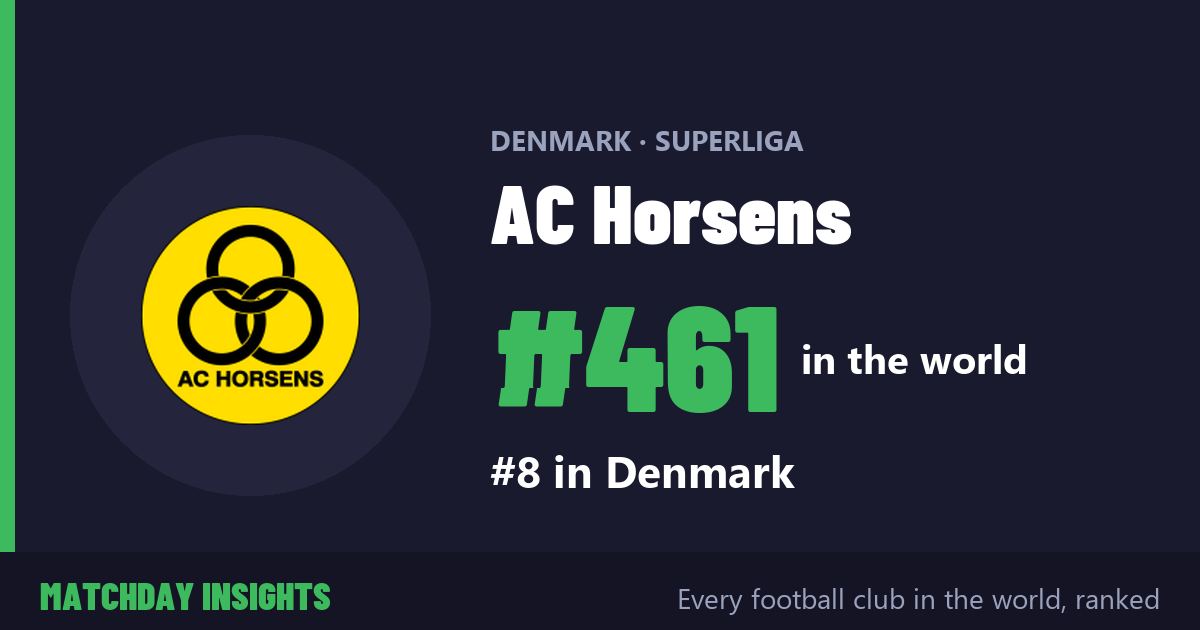 DENMARK · SUPERLIGA
AC Horsens
AC HORSENS
#461 in the world
#8 in Denmark
MATCHDAY INSIGHTS
Every football club in the world, ranked